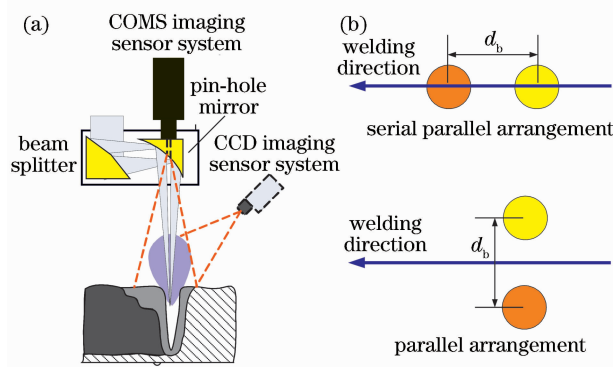 (a)
COMS imaging
sensor system
pin-hole
mirror
beam
splitter
CCD imaging
sensor system
(b)
welding
direction
d_b
serial parallel arrangement
welding
direction
d_b
parallel arrangement